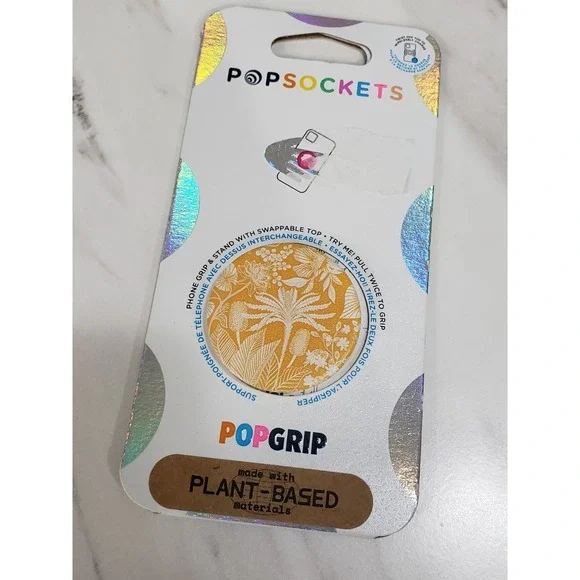 POPSOCKETS
PHONE GRIP & STAND WITH SWAPPABLE TOP • TRY ME! PULL TWICE TO GRIP
SUPPORT-POIGNÉE DE TÉLÉPHONE AVEC DESSUS INTERCHANGEABLE • ESSAYEZ-MOI! TIREZ-LE DEUX FOIS POUR L'AGRIPPER
POPGRIP
made with
PLANT-BASED
materials